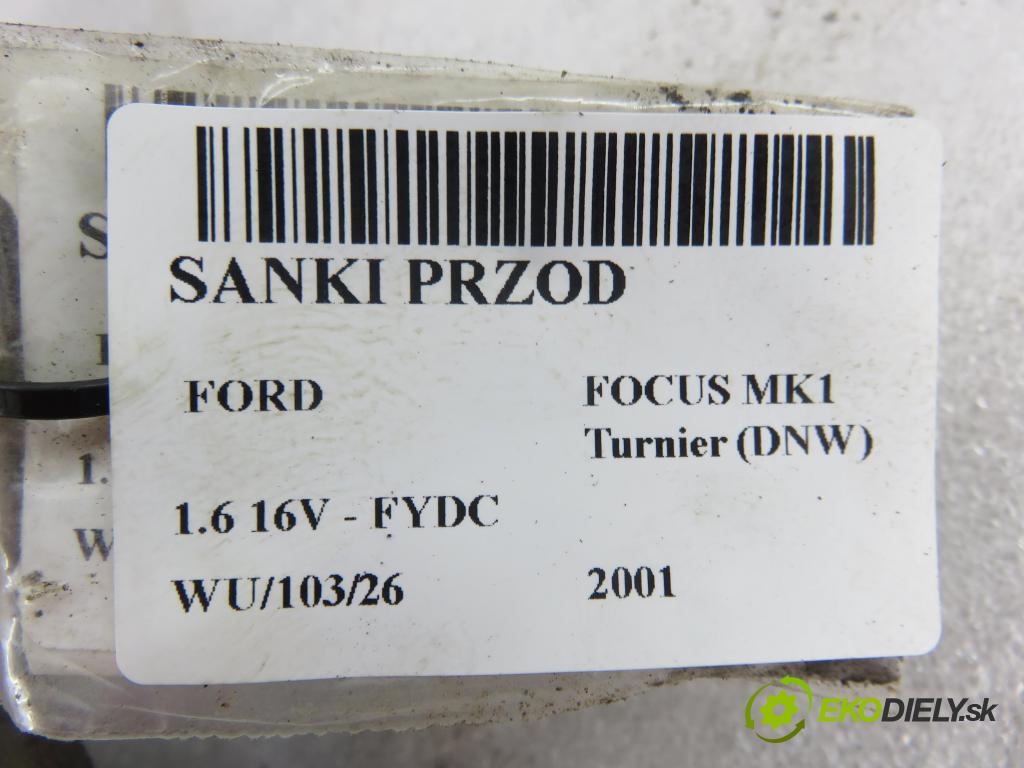 SANKI PRZOD
FORD
FOCUS MK1
Turnier (DNW)
1.6 16V - FYDC
WU/103/26
2001
EKODIELY.sk